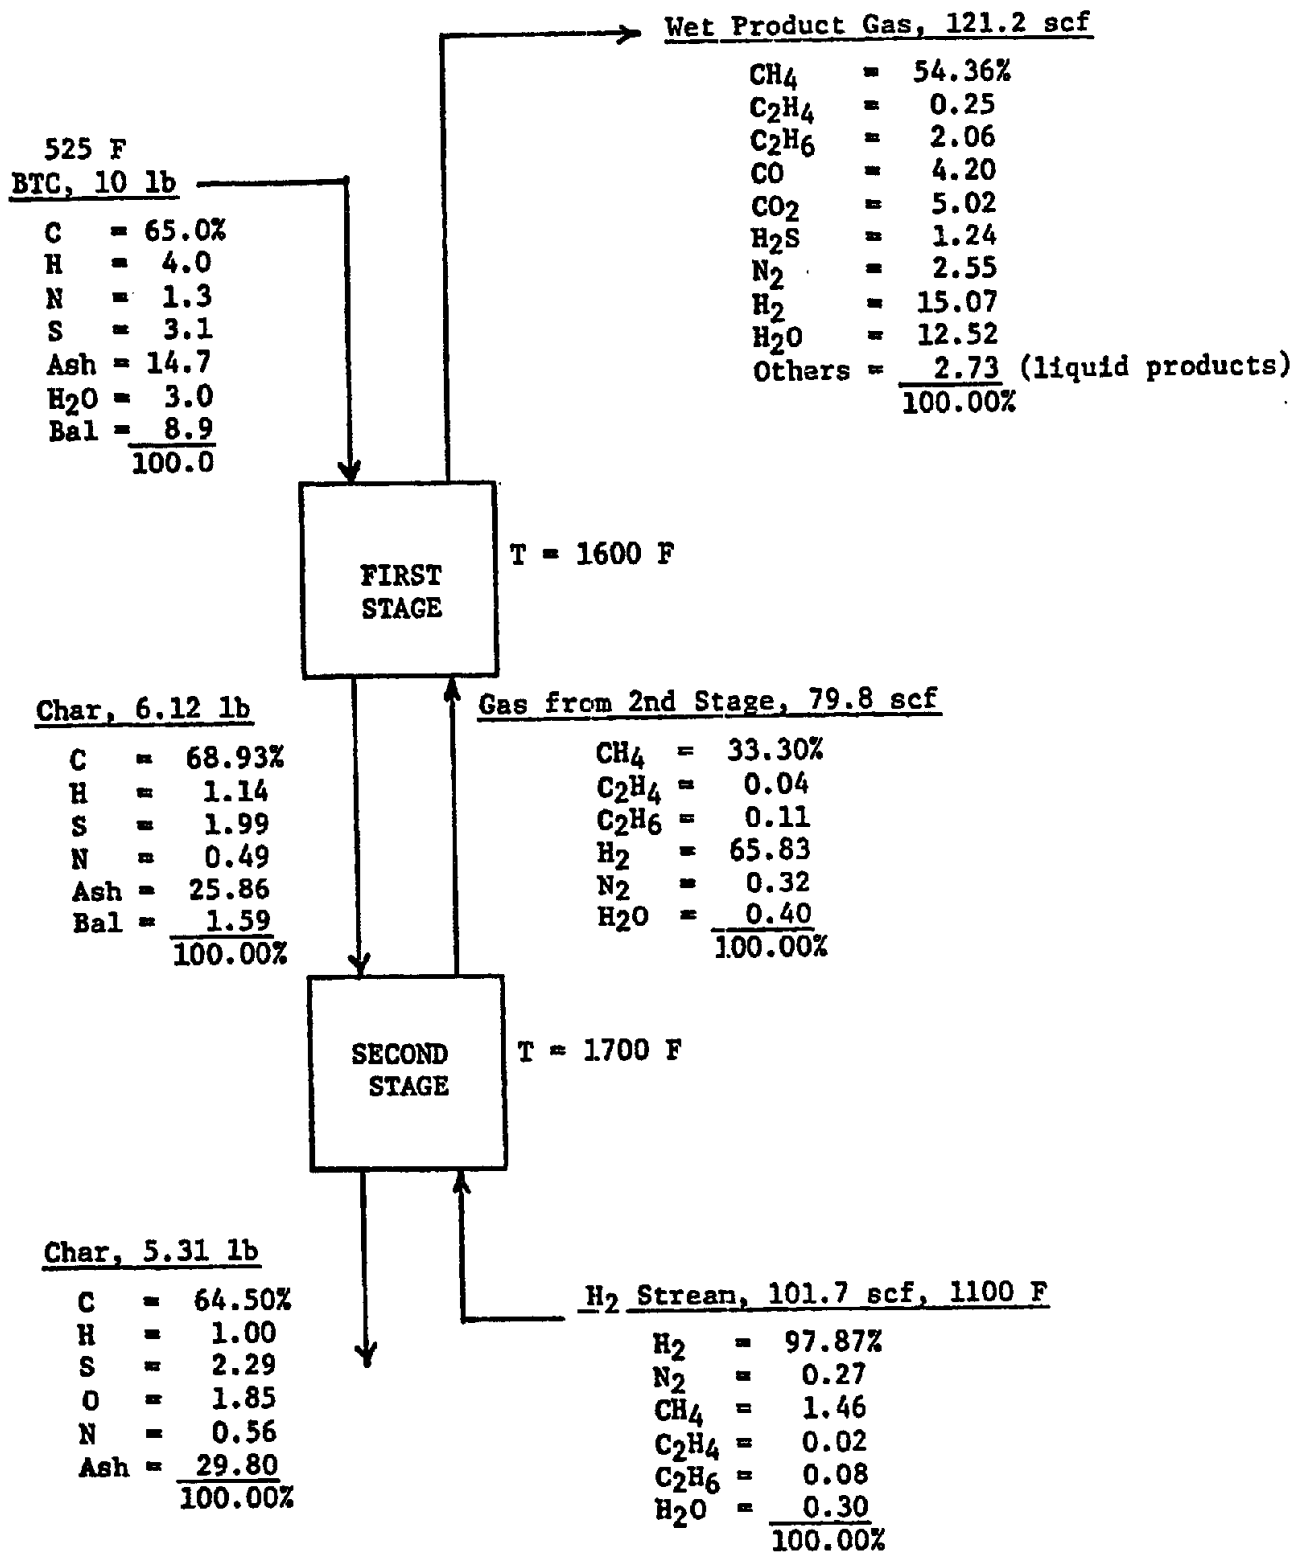 Wet Product Gas, 121.2 scf
CH4 = 54.36%
C2H4 = 0.25
C2H6 = 2.06
CO = 4.20
CO2 = 5.02
H2S = 1.24
N2 = 2.55
H2 = 15.07
H2O = 12.52
Others = 2.73 (liquid products)
100.00%
525 F
BTC, 10 lb
C = 65.0%
H = 4.0
N = 1.3
S = 3.1
Ash = 14.7
H2O = 3.0
Bal = 8.9
100.0
FIRST
STAGE
T = 1600 F
Char, 6.12 lb
C = 68.93%
H = 1.14
S = 1.99
N = 0.49
Ash = 25.86
Bal = 1.59
100.00%
Gas from 2nd Stage, 79.8 scf
CH4 = 33.30%
C2H4 = 0.04
C2H6 = 0.11
H2 = 65.83
N2 = 0.32
H2O = 0.40
100.00%
SECOND
STAGE
T = 1700 F
Char, 5.31 lb
C = 64.50%
H = 1.00
S = 2.29
O = 1.85
N = 0.56
Ash = 29.80
100.00%
H2 Strean, 101.7 scf, 1100 F
H2 = 97.87%
N2 = 0.27
CH4 = 1.46
C2H4 = 0.02
C2H6 = 0.08
H2O = 0.30
100.00%